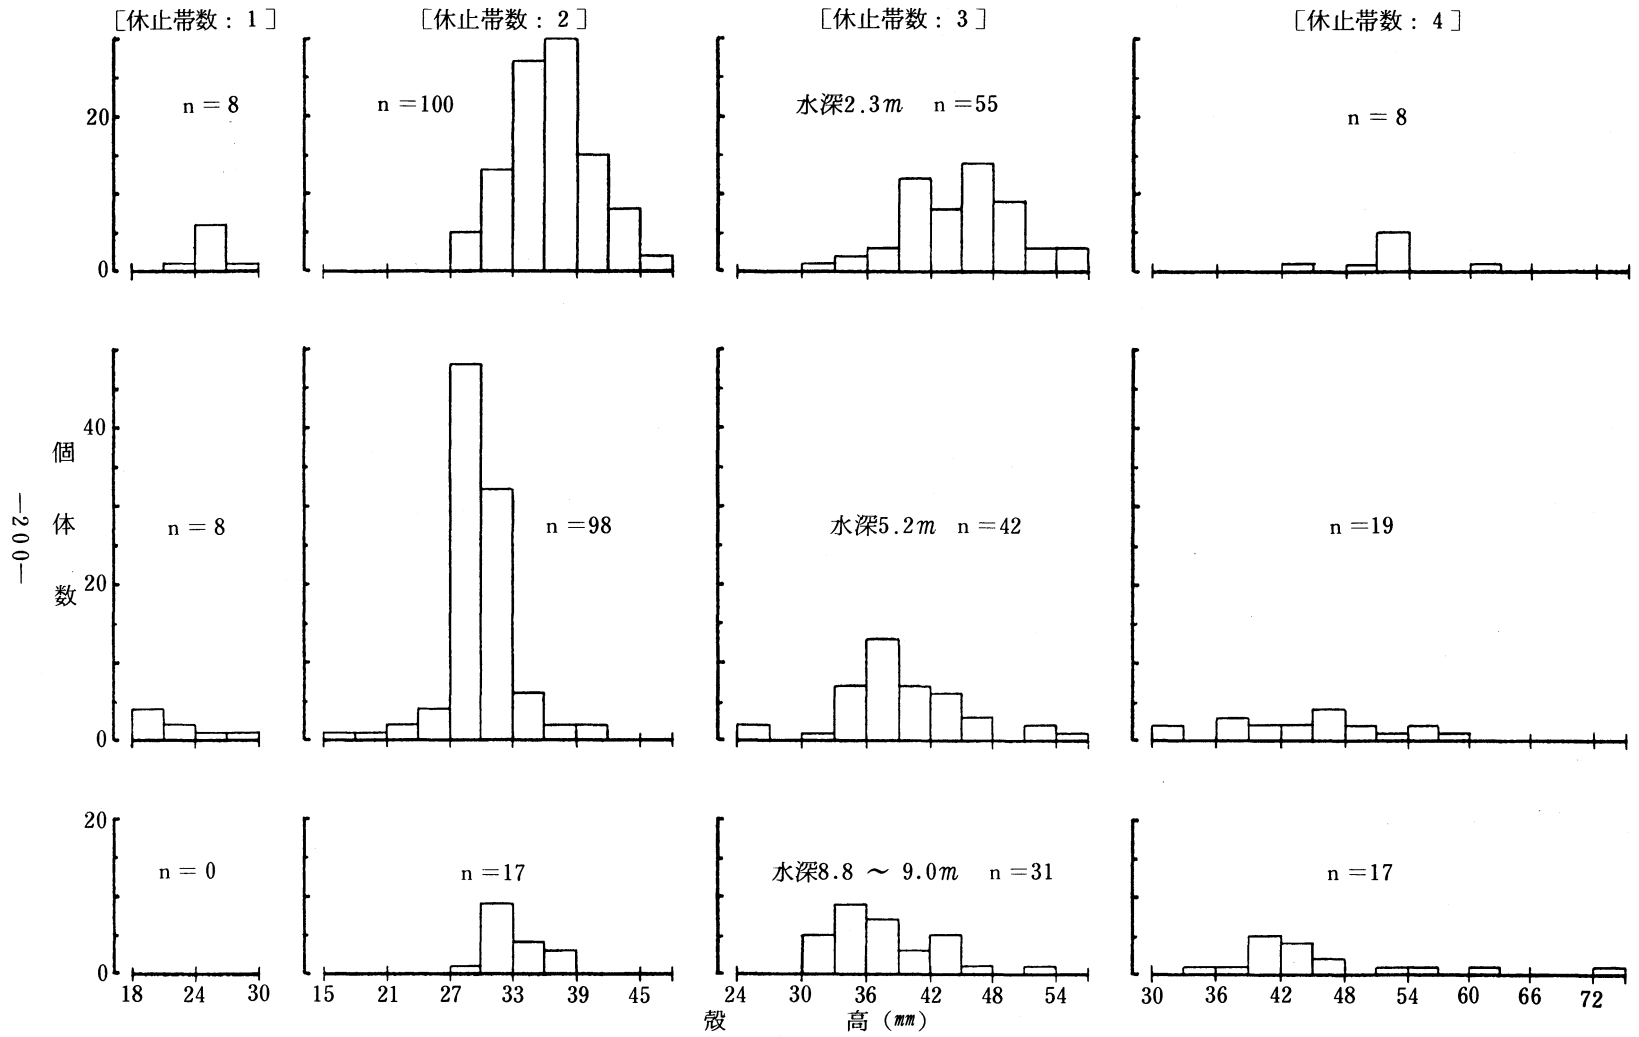 ［休止帯数：1］ ［休止帯数：2］ ［休止帯数：3］ ［休止帯数：4］
20
0
n＝8
n＝100
水深2.3m n＝55
n＝8
個体数
40
20
0
n＝8
n＝98
水深5.2m n＝42
n＝19
—200—
20
0
n＝0
n＝17
水深8.8 ～ 9.0m n＝31
n＝17
18 24 30 15 21 27 33 39 45 24 30 36 42 48 54 30 36 42 48 54 60 66 72
殻 高（mm）